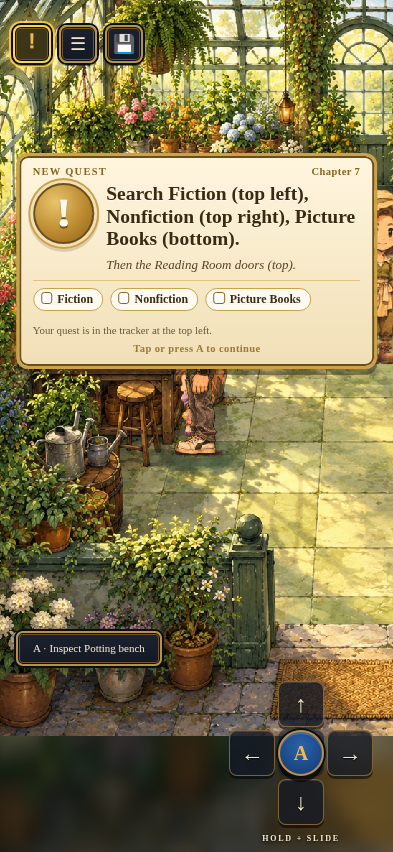 !
NEW QUEST
Chapter 7
!
Search Fiction (top left),
Nonfiction (top right), Picture
Books (bottom).
Then the Reading Room doors (top).
Fiction
Nonfiction
Picture Books
Your quest is in the tracker at the top left.
Tap or press A to continue
A · Inspect Potting bench
↑
← A →
↓
HOLD + SLIDE